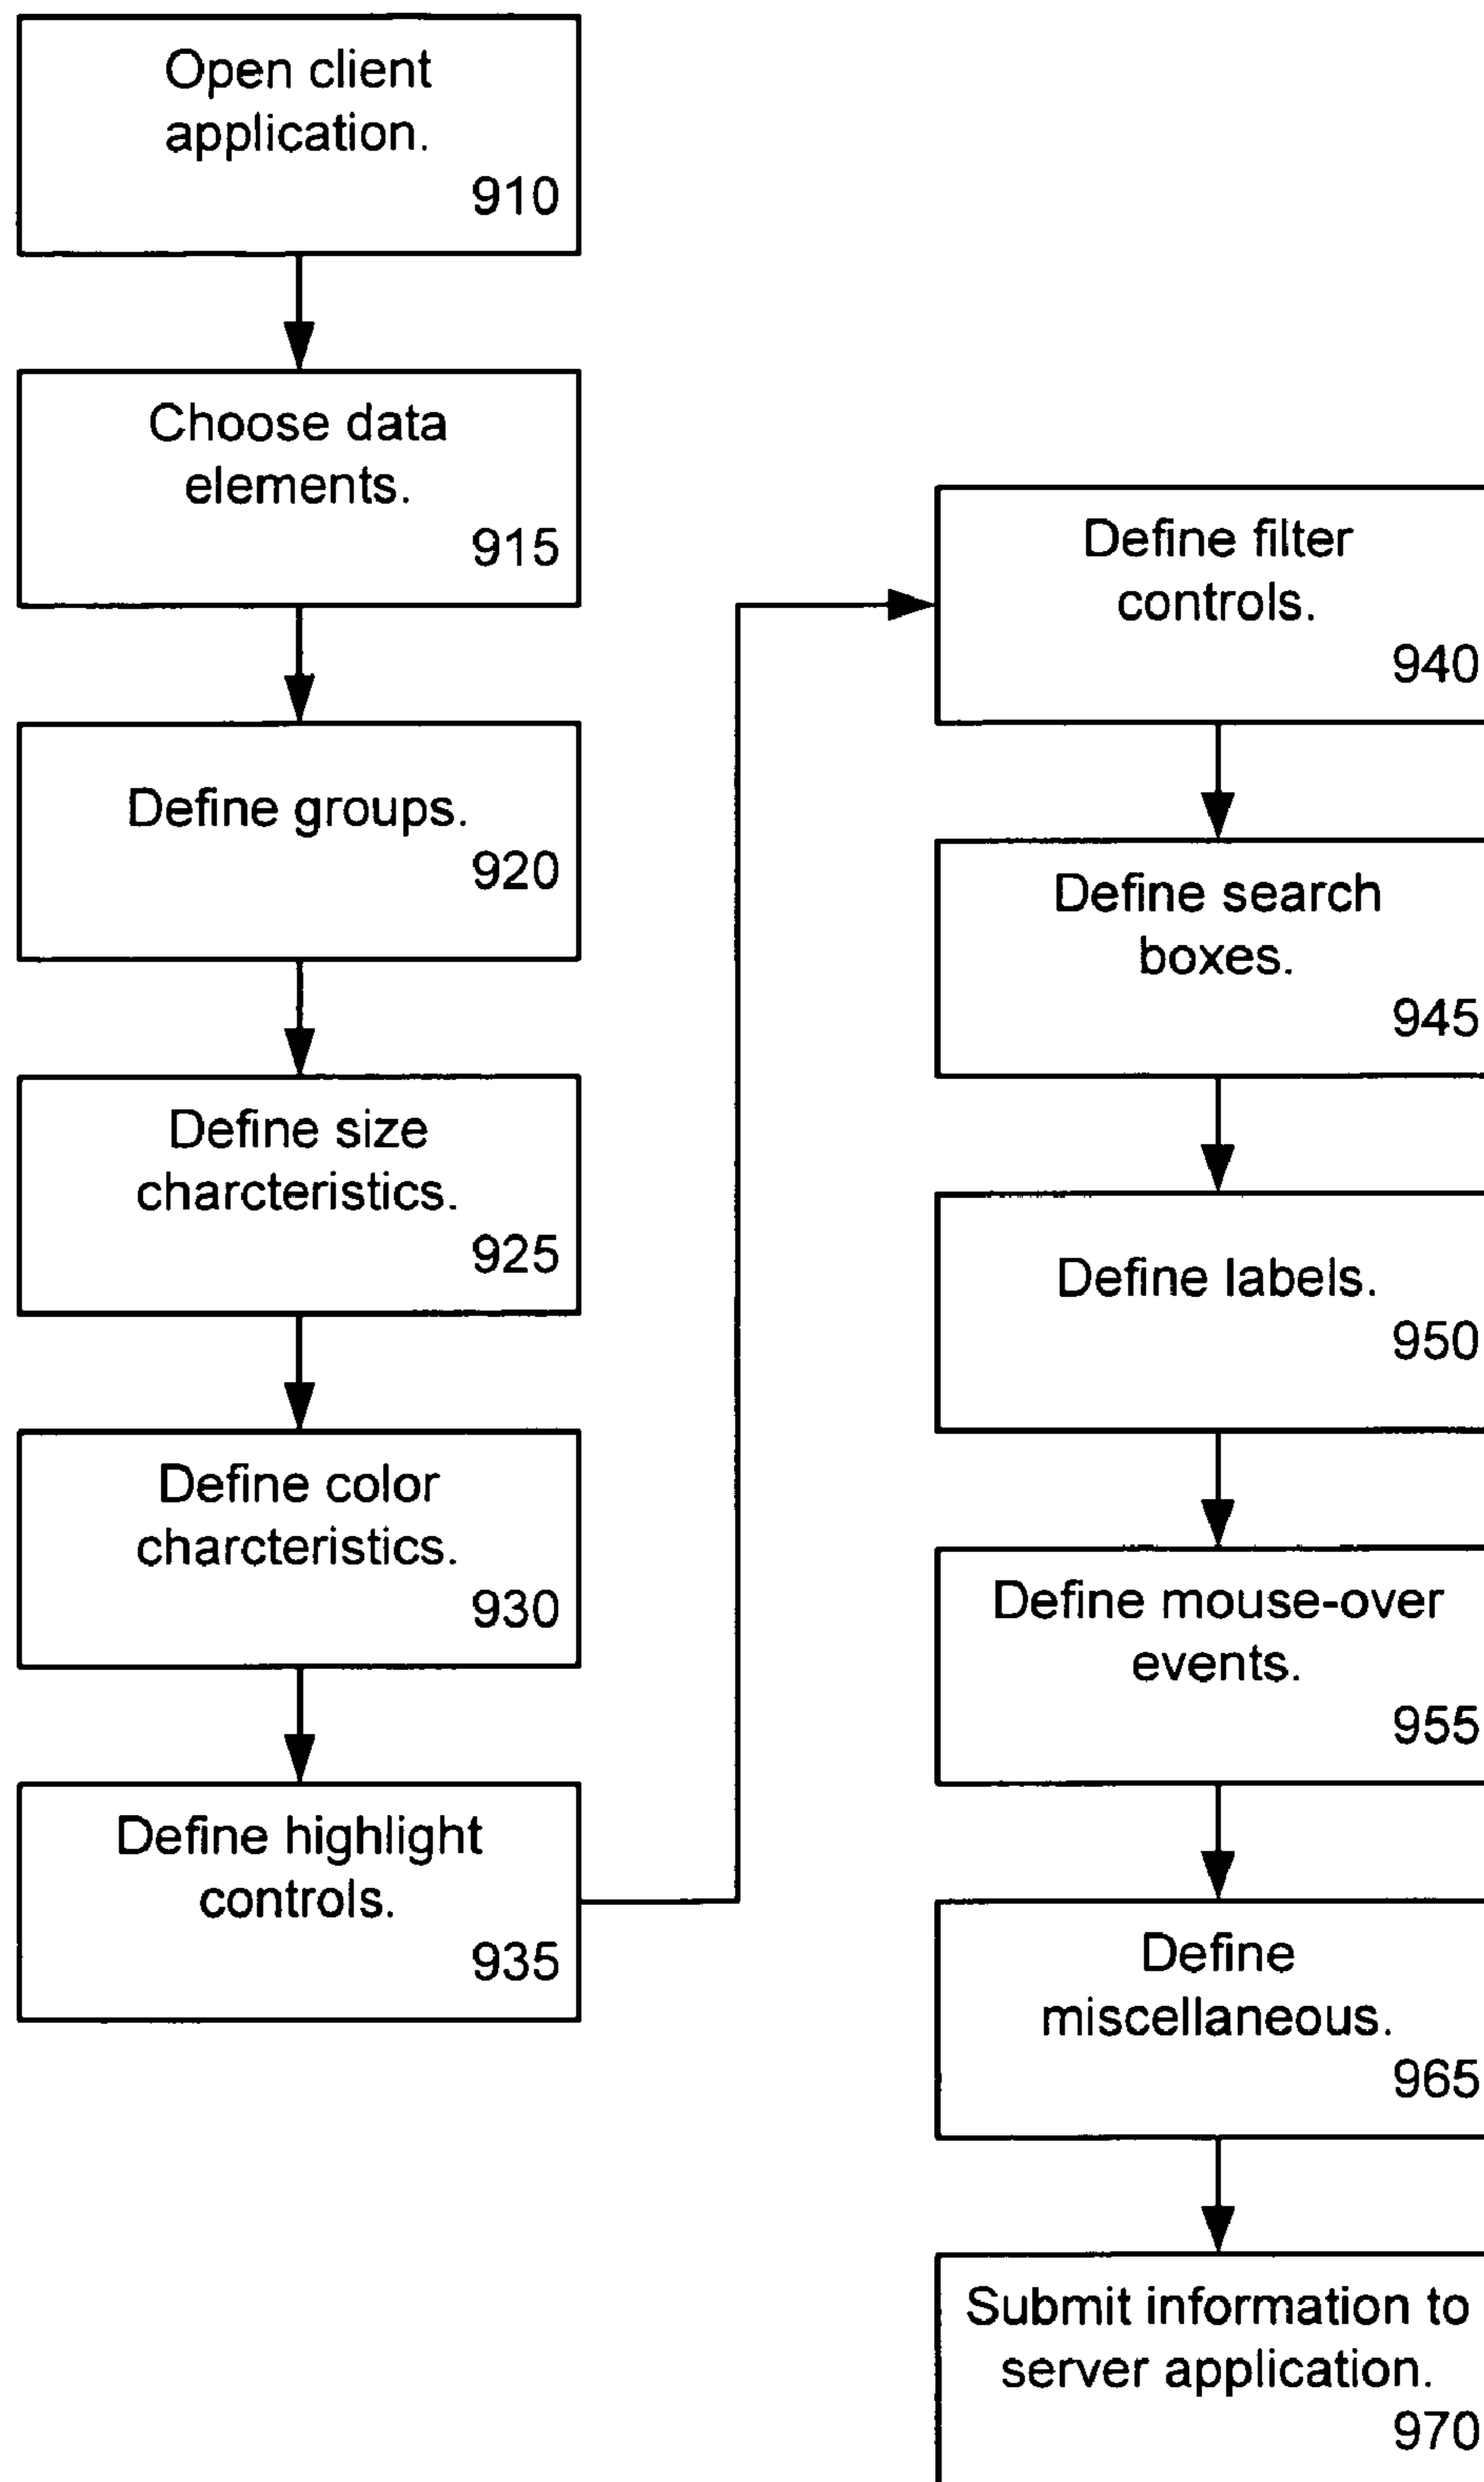 Open client
application.
910
Choose data
elements.
915
Define groups.
920
Define size
charcteristics.
925
Define color
charcteristics.
930
Define highlight
controls.
935
Define filter
controls.
940
Define search
boxes.
945
Define labels.
950
Define mouse-over
events.
955
Define
miscellaneous.
965
Submit information to
server application.
970